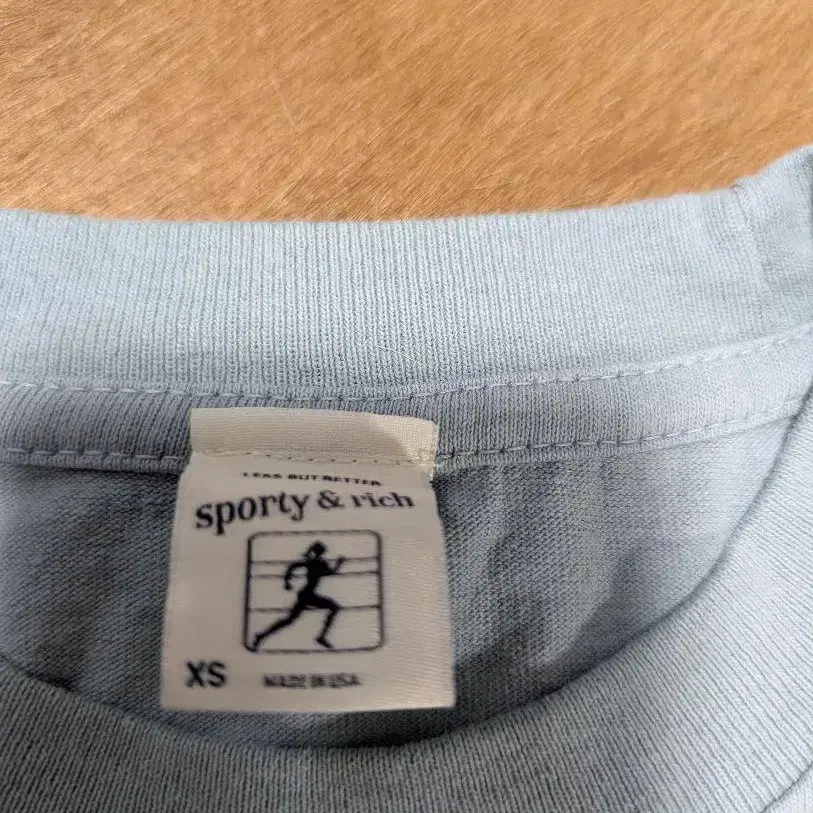 LESS BUT BETTER
sporty & rich
XS
MADE IN USA